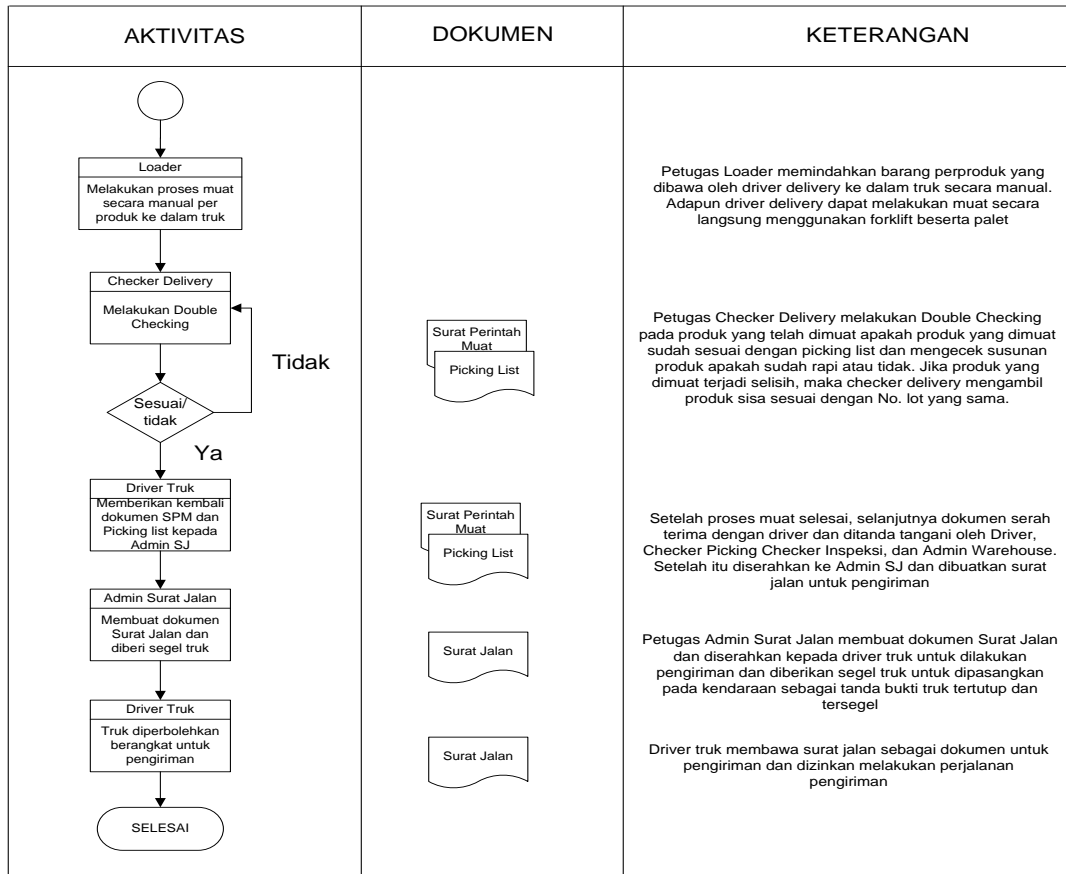 AKTIVITAS
DOKUMEN
KETERANGAN
Loader
Melakukan proses muat
secara manual per
produk ke dalam truk
Petugas Loader memindahkan barang perproduk yang
dibawa oleh driver delivery ke dalam truk secara manual.
Adapun driver delivery dapat melakukan muat secara
langsung menggunakan forklift beserta palet
Checker Delivery
Melakukan Double
Checking
Tidak
Sesuai/
tidak
Ya
Surat Perintah
Muat
Picking List
Petugas Checker Delivery melakukan Double Checking
pada produk yang telah dimuat apakah produk yang dimuat
sudah sesuai dengan picking list dan mengecek susunan
produk apakah sudah rapi atau tidak. Jika produk yang
dimuat terjadi selisih, maka checker delivery mengambil
produk sisa sesuai dengan No. lot yang sama.
Driver Truk
Memberikan kembali
dokumen SPM dan
Picking list kepada
Admin SJ
Surat Perintah
Muat
Picking List
Setelah proses muat selesai, selanjutnya dokumen serah
terima dengan driver dan ditanda tangani oleh Driver,
Checker Picking Checker Inspeksi, dan Admin Warehouse.
Setelah itu diserahkan ke Admin SJ dan dibuatkan surat
jalan untuk pengiriman
Admin Surat Jalan
Membuat dokumen
Surat Jalan dan
diberi segel truk
Surat Jalan
Petugas Admin Surat Jalan membuat dokumen Surat Jalan
dan diserahkan kepada driver truk untuk dilakukan
pengiriman dan diberikan segel truk untuk dipasangkan
pada kendaraan sebagai tanda bukti truk tertutup dan
tersegel
Driver Truk
Truk diperbolehkan
berangkat untuk
pengiriman
Surat Jalan
Driver truk membawa surat jalan sebagai dokumen untuk
pengiriman dan dizinkan melakukan perjalanan
pengiriman
SELESAI